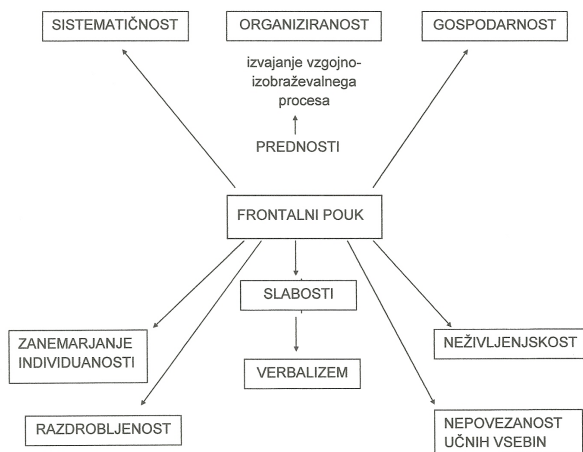 SISTEMATIČNOST
ORGANIZIRANOST
GOSPODARNOST
izvajanje vzgojno-
izobraževalnega
procesa
PREDNOSTI
FRONTALNI POUK
SLABOSTI
ZANEMARJANJE
INDIVIDUANOSTI
VERBALIZEM
NEŽIVLJENJSKOST
RAZDROBLJENOST
NEPOVEZANOST
UČNIH VSEBIN